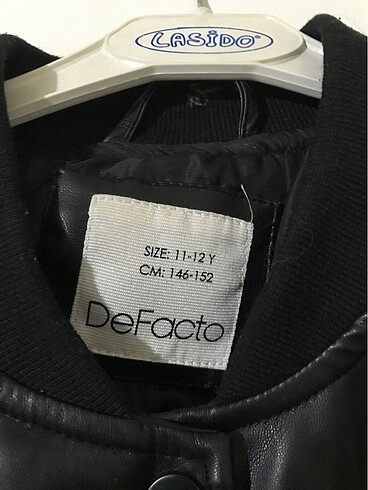 LASiDO
SIZE: 11-12 Y
CM: 146-152
DeFacto